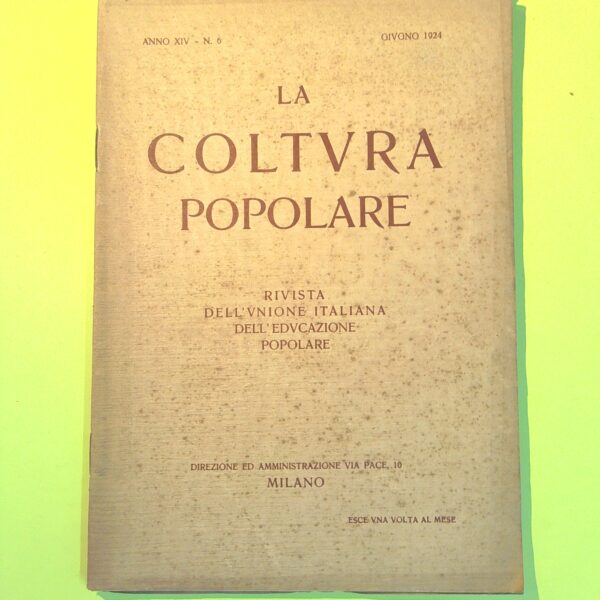 ANNO XIV - N. 6
GIVGNO 1924
LA
COLTVRA
POPOLARE
RIVISTA
DELL'VNIONE ITALIANA
DELL'EDVCAZIONE
POPOLARE
DIREZIONE ED AMMINISTRAZIONE VIA PACE, 10
MILANO
ESCE VNA VOLTA AL MESE